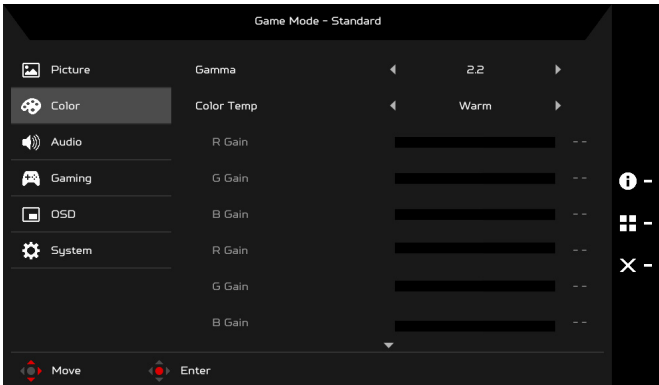 Game Mode - Standard
Picture
Gamma 2.2
Color
Color Temp Warm
Audio
R Gain --
Gaming
G Gain --
OSD
B Gain --
System
R Gain --
G Gain --
B Gain --
Move Enter